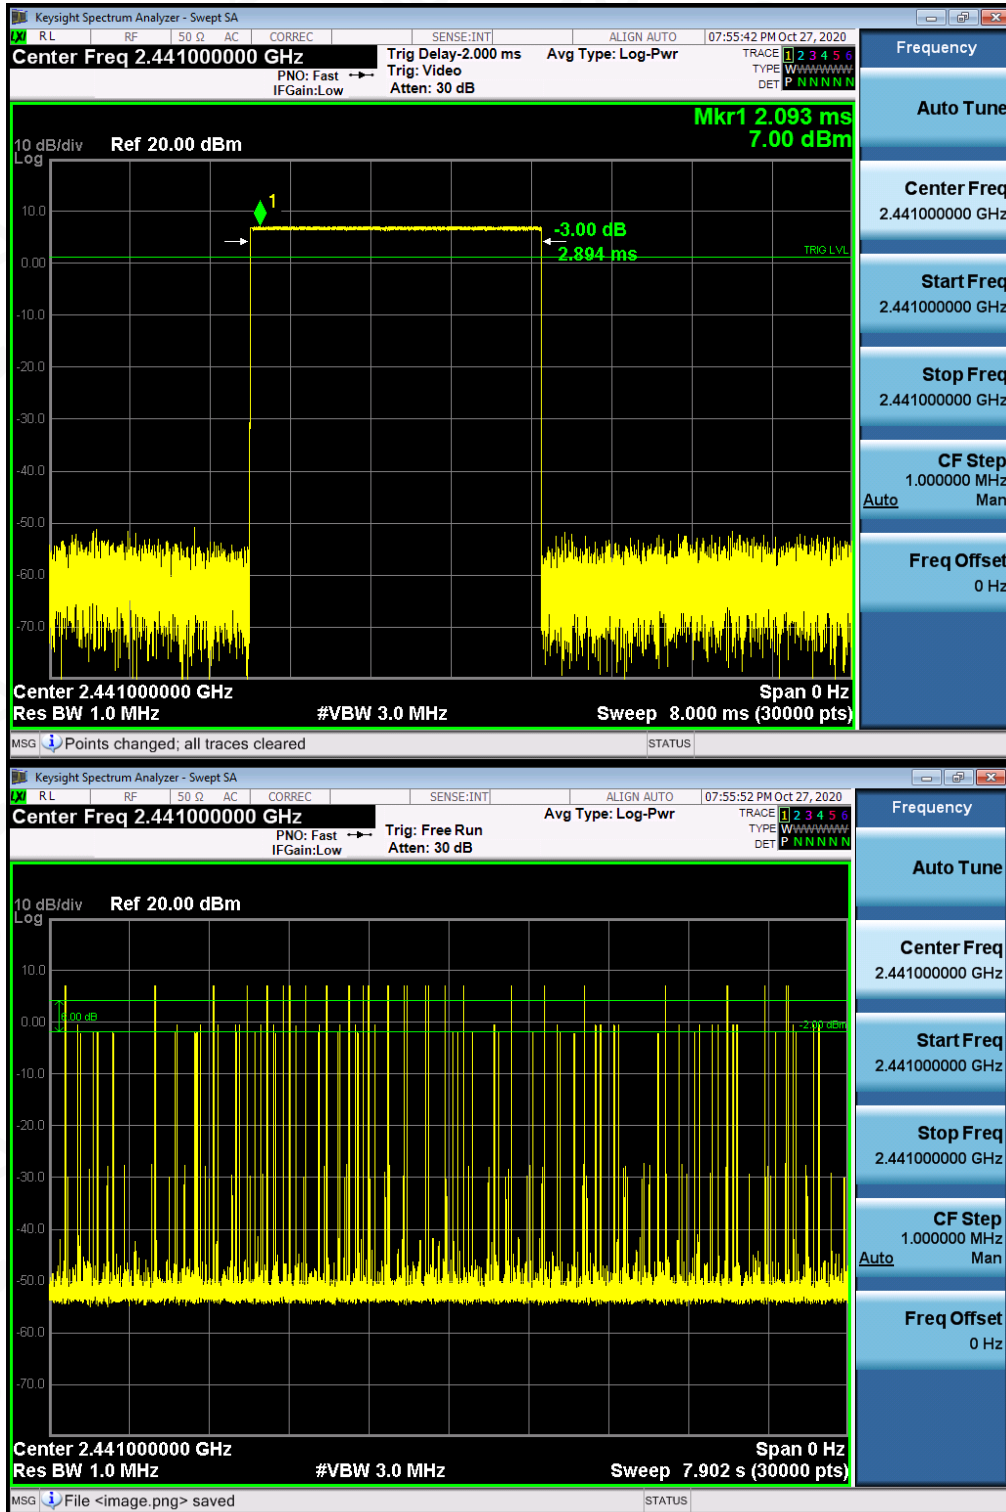 Keysight Spectrum Analyzer - Swept SA
LXI RL RF 50 Ω AC CORREC SENSE:INT ALIGN AUTO 07:55:42 PM Oct 27, 2020
Center Freq 2.441000000 GHz
PNO: Fast
IFGain:Low
Trig Delay-2.000 ms
Trig: Video
Atten: 30 dB
Avg Type: Log-Pwr
TRACE 1 2 3 4 5 6
TYPE WWWWWWW
DET P N N N N N
Mkr1 2.093 ms
7.00 dBm
10 dB/div Ref 20.00 dBm
Log
1
10.0
-3.00 dB
2.894 ms
TRIG LVL
0.00
-10.0
-20.0
-30.0
-40.0
-50.0
-60.0
-70.0
Center 2.441000000 GHz Span 0 Hz
Res BW 1.0 MHz #VBW 3.0 MHz Sweep 8.000 ms (30000 pts)
MSG Points changed; all traces cleared STATUS
Frequency
Auto Tune
Center Freq
2.441000000 GHz
Start Freq
2.441000000 GHz
Stop Freq
2.441000000 GHz
CF Step
1.000000 MHz
Auto Man
Freq Offset
0 Hz
Keysight Spectrum Analyzer - Swept SA
LXI RL RF 50 Ω AC CORREC SENSE:INT ALIGN AUTO 07:55:52 PM Oct 27, 2020
Center Freq 2.441000000 GHz
PNO: Fast
IFGain:Low
Trig: Free Run
Atten: 30 dB
Avg Type: Log-Pwr
TRACE 1 2 3 4 5 6
TYPE WWWWWWW
DET P N N N N N
10 dB/div Ref 20.00 dBm
Log
10.0
0.00
6.00 dB
-2.00 dBm
-10.0
-20.0
-30.0
-40.0
-50.0
-60.0
-70.0
Center 2.441000000 GHz Span 0 Hz
Res BW 1.0 MHz #VBW 3.0 MHz Sweep 7.902 s (30000 pts)
MSG File <image.png> saved STATUS
Frequency
Auto Tune
Center Freq
2.441000000 GHz
Start Freq
2.441000000 GHz
Stop Freq
2.441000000 GHz
CF Step
1.000000 MHz
Auto Man
Freq Offset
0 Hz